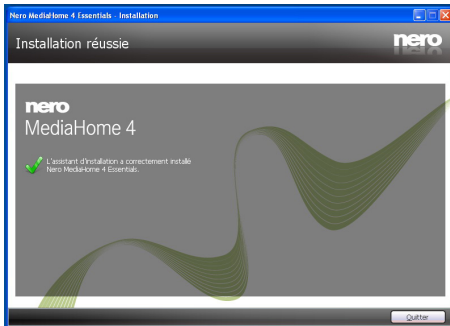 Nero MediaHome 4 Essentials - Installation
Installation réussie
nero
nero
MediaHome 4
L'assistant d'installation a correctement installé
Nero MediaHome 4 Essentials.
Quitter